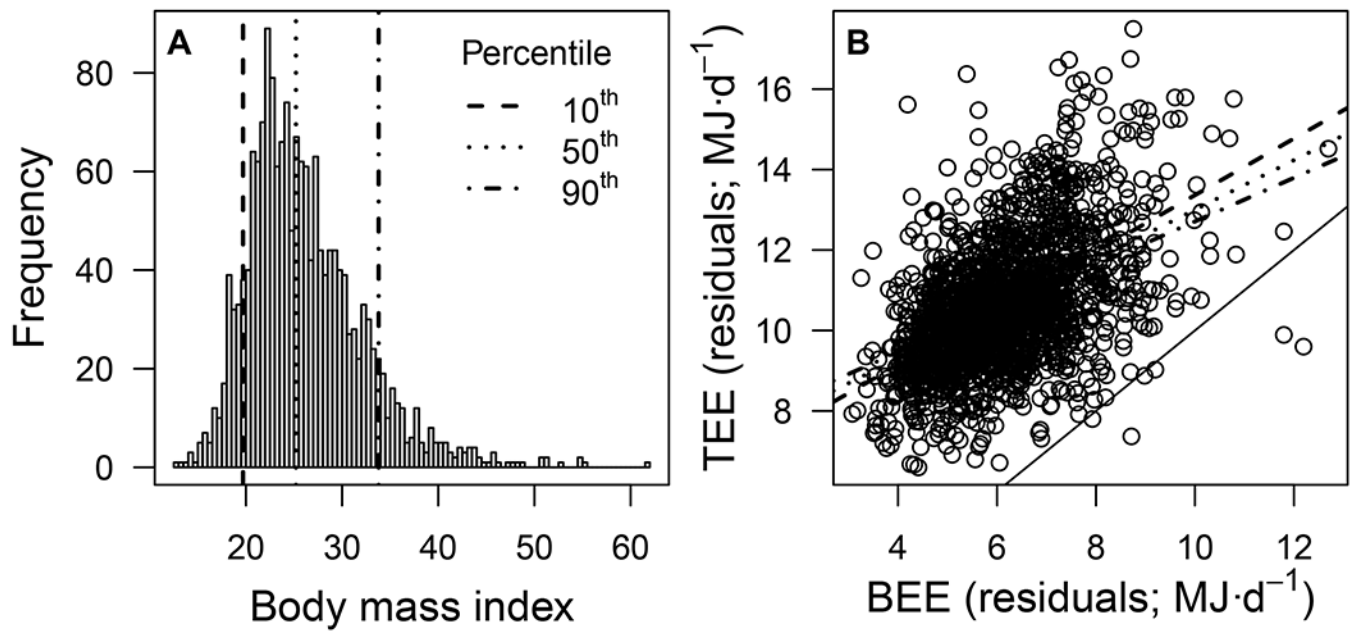 A
Percentile
10th
50th
90th
Frequency
80
60
40
20
0
20 30 40 50 60
Body mass index
B
TEE (residuals; MJ·d−1)
16
14
12
10
8
4 6 8 10 12
BEE (residuals; MJ·d−1)